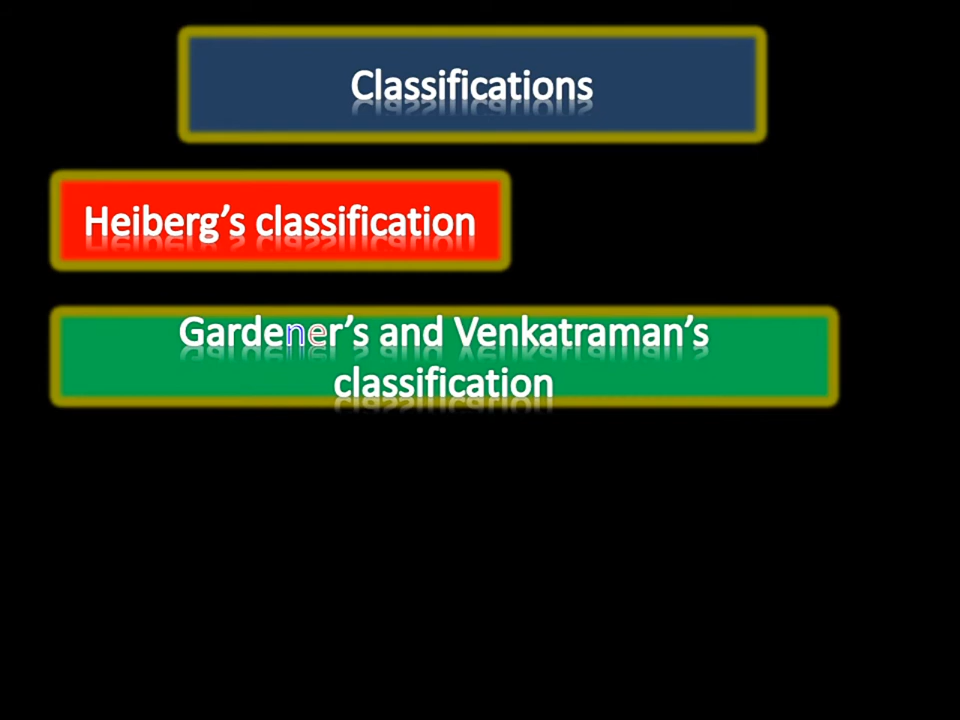 Classifications
Heiberg’s classification
Gardener’s and Venkatraman’s
classification